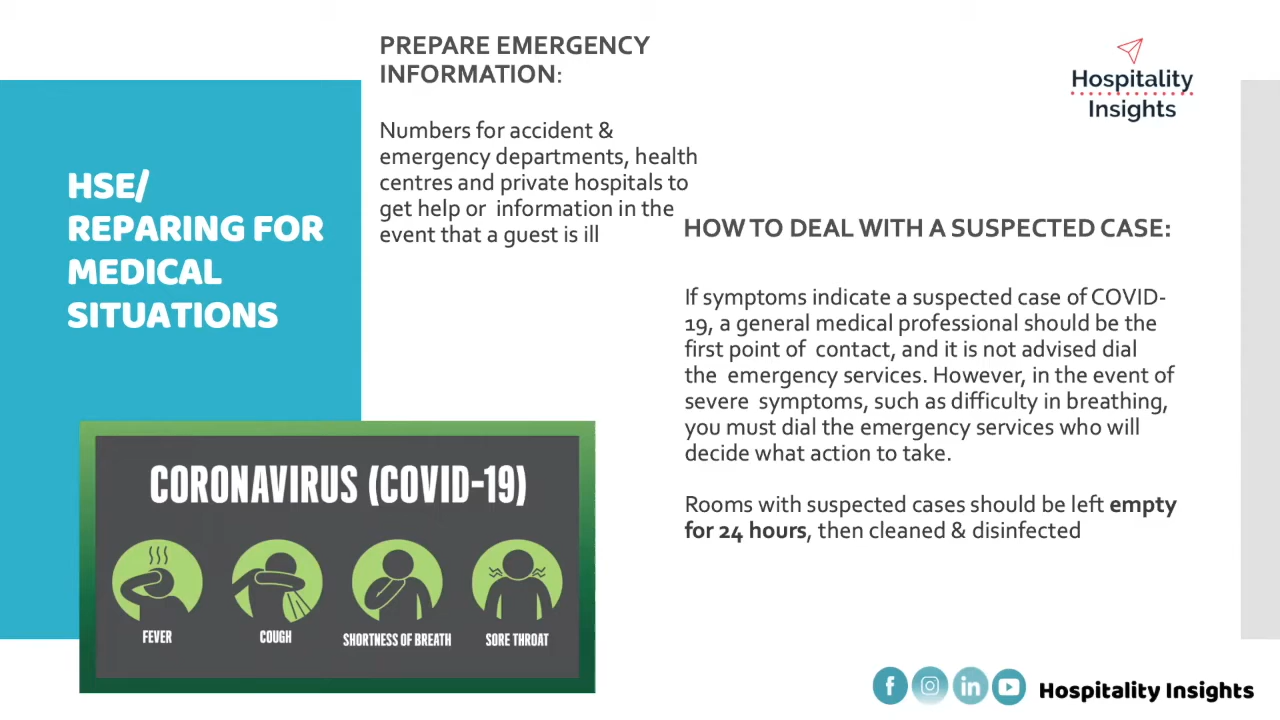 HSE/
REPARING FOR
MEDICAL
SITUATIONS
PREPARE EMERGENCY
INFORMATION:
Numbers for accident &
emergency departments, health
centres and private hospitals to
get help or information in the
event that a guest is ill
Hospitality
Insights
HOW TO DEAL WITH A SUSPECTED CASE:
If symptoms indicate a suspected case of COVID-
19, a general medical professional should be the
first point of contact, and it is not advised dial
the emergency services. However, in the event of
severe symptoms, such as difficulty in breathing,
you must dial the emergency services who will
decide what action to take.
Rooms with suspected cases should be left empty
for 24 hours, then cleaned & disinfected
CORONAVIRUS (COVID-19)
FEVER
COUGH
SHORTNESS OF BREATH
SORE THROAT
Hospitality Insights